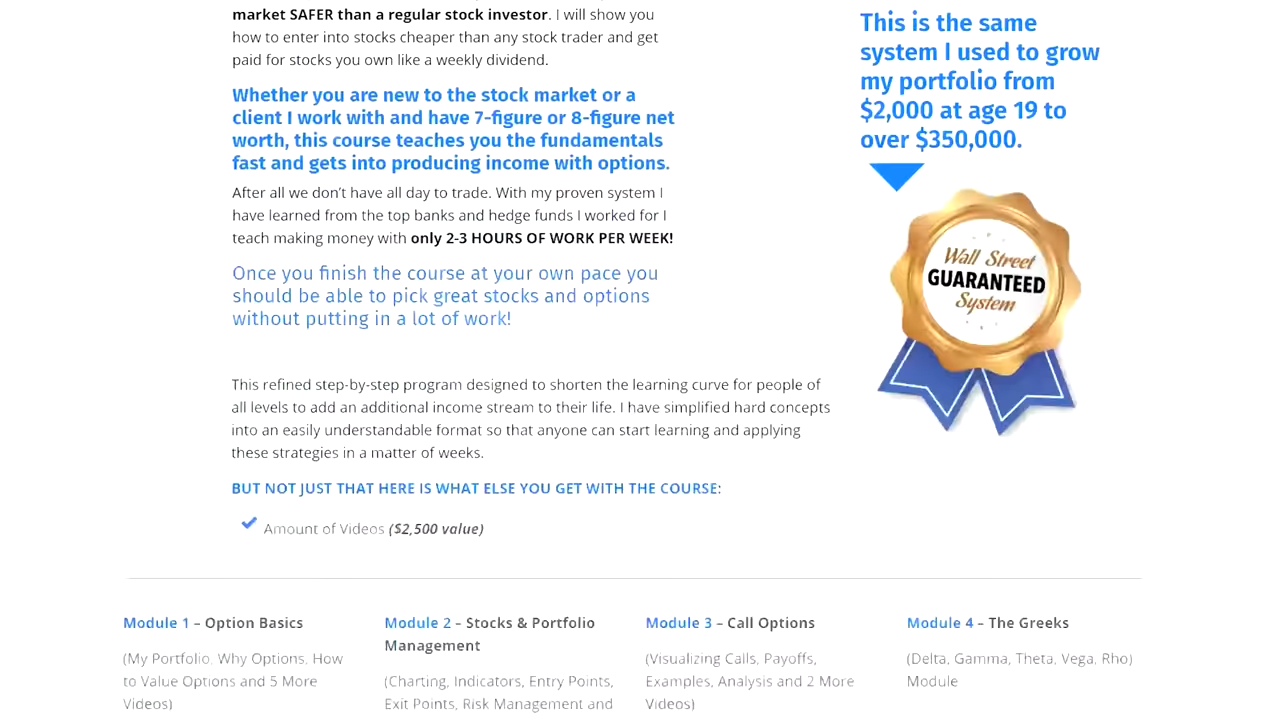 market SAFER than a regular stock investor. I will show you
how to enter into stocks cheaper than any stock trader and get
paid for stocks you own like a weekly dividend.
Whether you are new to the stock market or a
client I work with and have 7-figure or 8-figure net
worth, this course teaches you the fundamentals
fast and gets into producing income with options.
After all we don’t have all day to trade. With my proven system I
have learned from the top banks and hedge funds I worked for I
teach making money with only 2-3 HOURS OF WORK PER WEEK!
Once you finish the course at your own pace you
should be able to pick great stocks and options
without putting in a lot of work!
This is the same
system I used to grow
my portfolio from
$2,000 at age 19 to
over $350,000.
Wall Street
GUARANTEED
System
This refined step-by-step program designed to shorten the learning curve for people of
all levels to add an additional income stream to their life. I have simplified hard concepts
into an easily understandable format so that anyone can start learning and applying
these strategies in a matter of weeks.
BUT NOT JUST THAT HERE IS WHAT ELSE YOU GET WITH THE COURSE:
Amount of Videos ($2,500 value)
Module 1 – Option Basics
(My Portfolio, Why Options, How
to Value Options and 5 More
Videos)
Module 2 – Stocks & Portfolio
Management
(Charting, Indicators, Entry Points,
Exit Points, Risk Management and
Module 3 – Call Options
(Visualizing Calls, Payoffs,
Examples, Analysis and 2 More
Videos)
Module 4 – The Greeks
(Delta, Gamma, Theta, Vega, Rho)
Module